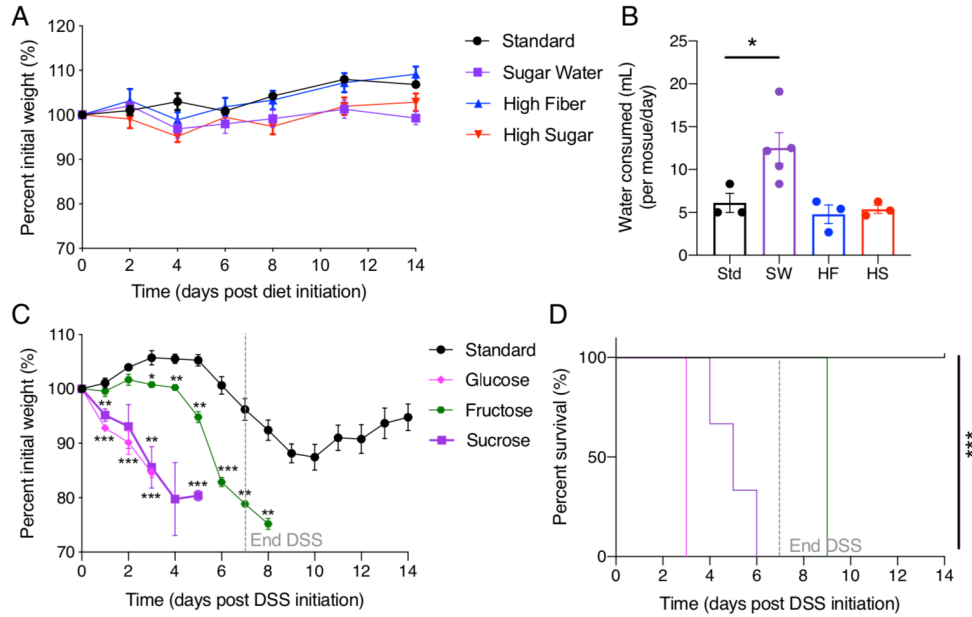 A
Percent initial weight (%)
120
110
100
90
80
70
0 2 4 6 8 10 12 14
Time (days post diet initiation)
Standard
Sugar Water
High Fiber
High Sugar
B
Water consumed (mL)
(per mosue/day)
25
20
15
10
5
0
*
Std SW HF HS
C
Percent initial weight (%)
110
100
90
80
70
** *** *** ** *** * ** ** *** *** ** **
End DSS
0 2 4 6 8 10 12 14
Time (days post DSS initiation)
Standard
Glucose
Fructose
Sucrose
D
Percent survival (%)
100
50
0
End DSS
0 2 4 6 8 10 12 14
Time (days post DSS initiation)
***